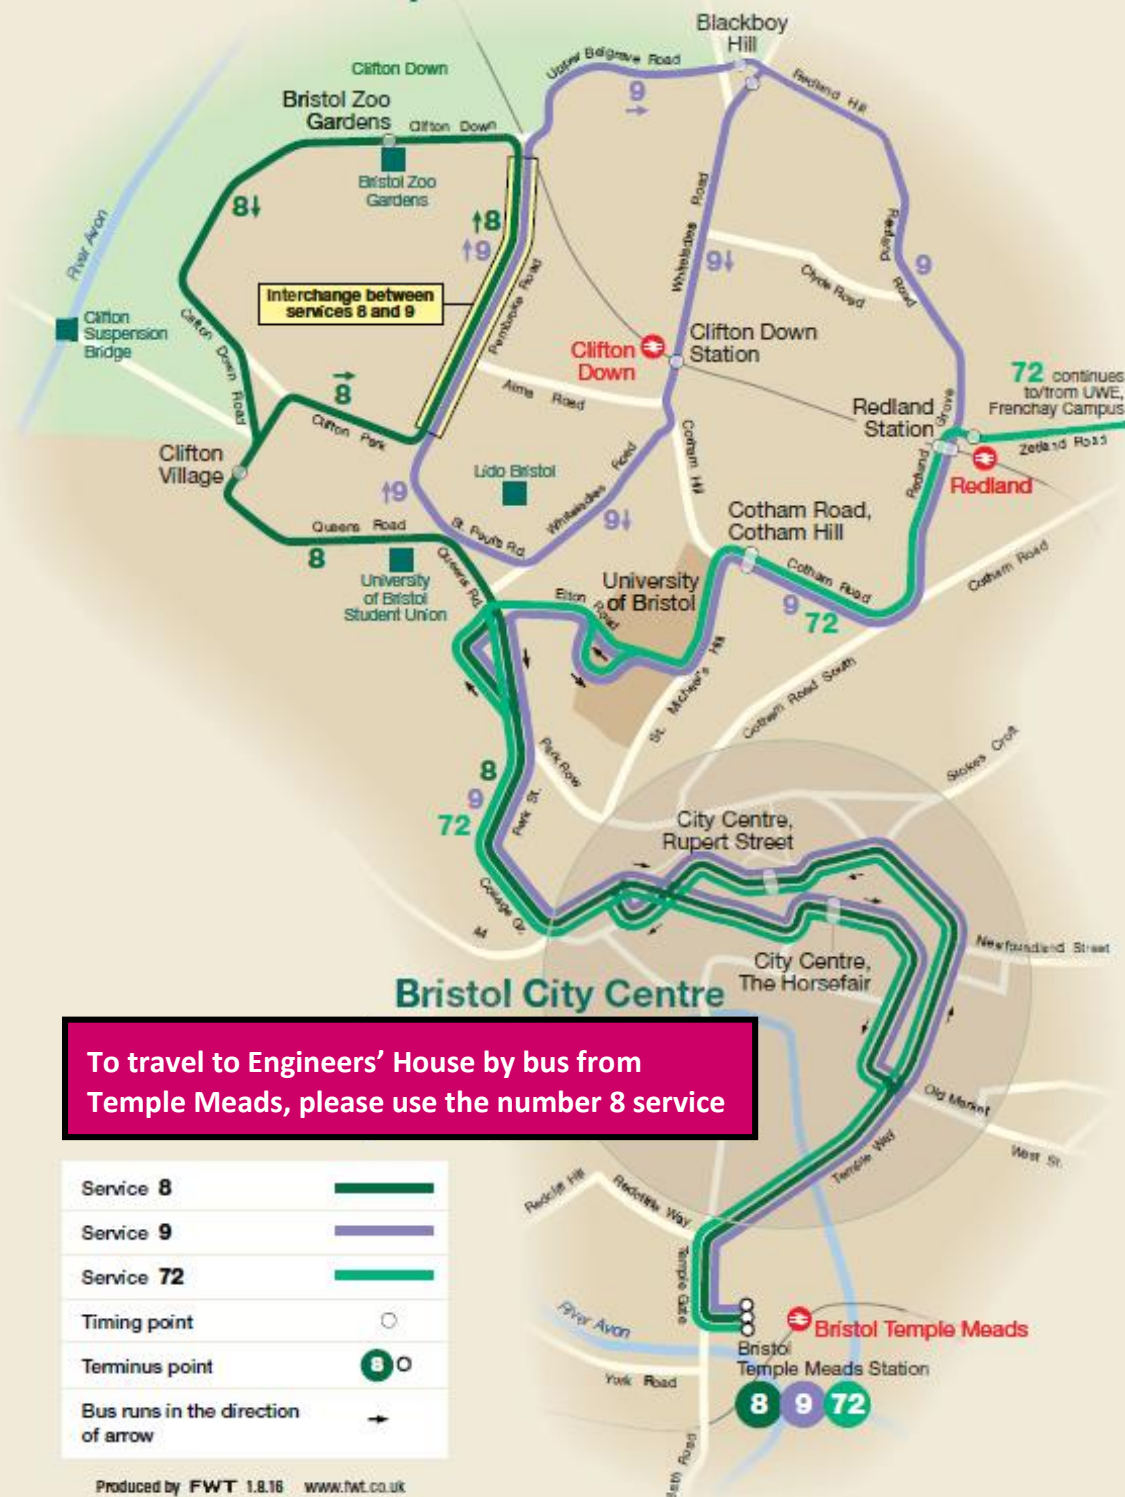 Blackboy
Hill
Upper Belgrave Road
Redland Hill
9
Clifton Down
Bristol Zoo
Gardens
Clifton Down
Bristol Zoo
Gardens
8
8
9
River Avon
Whiteladies Road
9
Redland
Road
9
Clyde Road
Interchange between
services 8 and 9
Pembroke Road
Clifton
Suspension
Bridge
Clifton Down Road
Clifton
Down
Clifton Down
Station
8
Alma Road
72 continues
to/from UWE,
Frenchay Campus
Redland
Station
Redland Grove
Zetland Road
Redland
Clifton Park
Clifton
Village
Lido Bristol
Whiteladies Road
Cotham Hill
9
9
St. Paul's Rd.
Queens Road
8
Queens Rd.
University
of Bristol
Student Union
Cotham Road,
Cotham Hill
Cotham Road
Cotham Road
9
72
University
of Bristol
Elton Road
St. Michael's Hill
Cotham Road South
Park Row
8
9
72
Park St.
Stokes Croft
City Centre,
Rupert Street
College Gr.
A4
Newfoundland Street
City Centre,
The Horsefair
Bristol City Centre
To travel to Engineers’ House by bus from
Temple Meads, please use the number 8 service
Old Market
West St.
Temple Way
Redcliff Hill
Redcliffe Way
Temple Gate
Service 8
Service 9
Service 72
Timing point
Terminus point 8
Bus runs in the direction
of arrow
River Avon
Bristol Temple Meads
Bristol
Temple Meads Station
8 9 72
York Road
Bath Road
Produced by FWT 1.8.16 www.fwt.co.uk